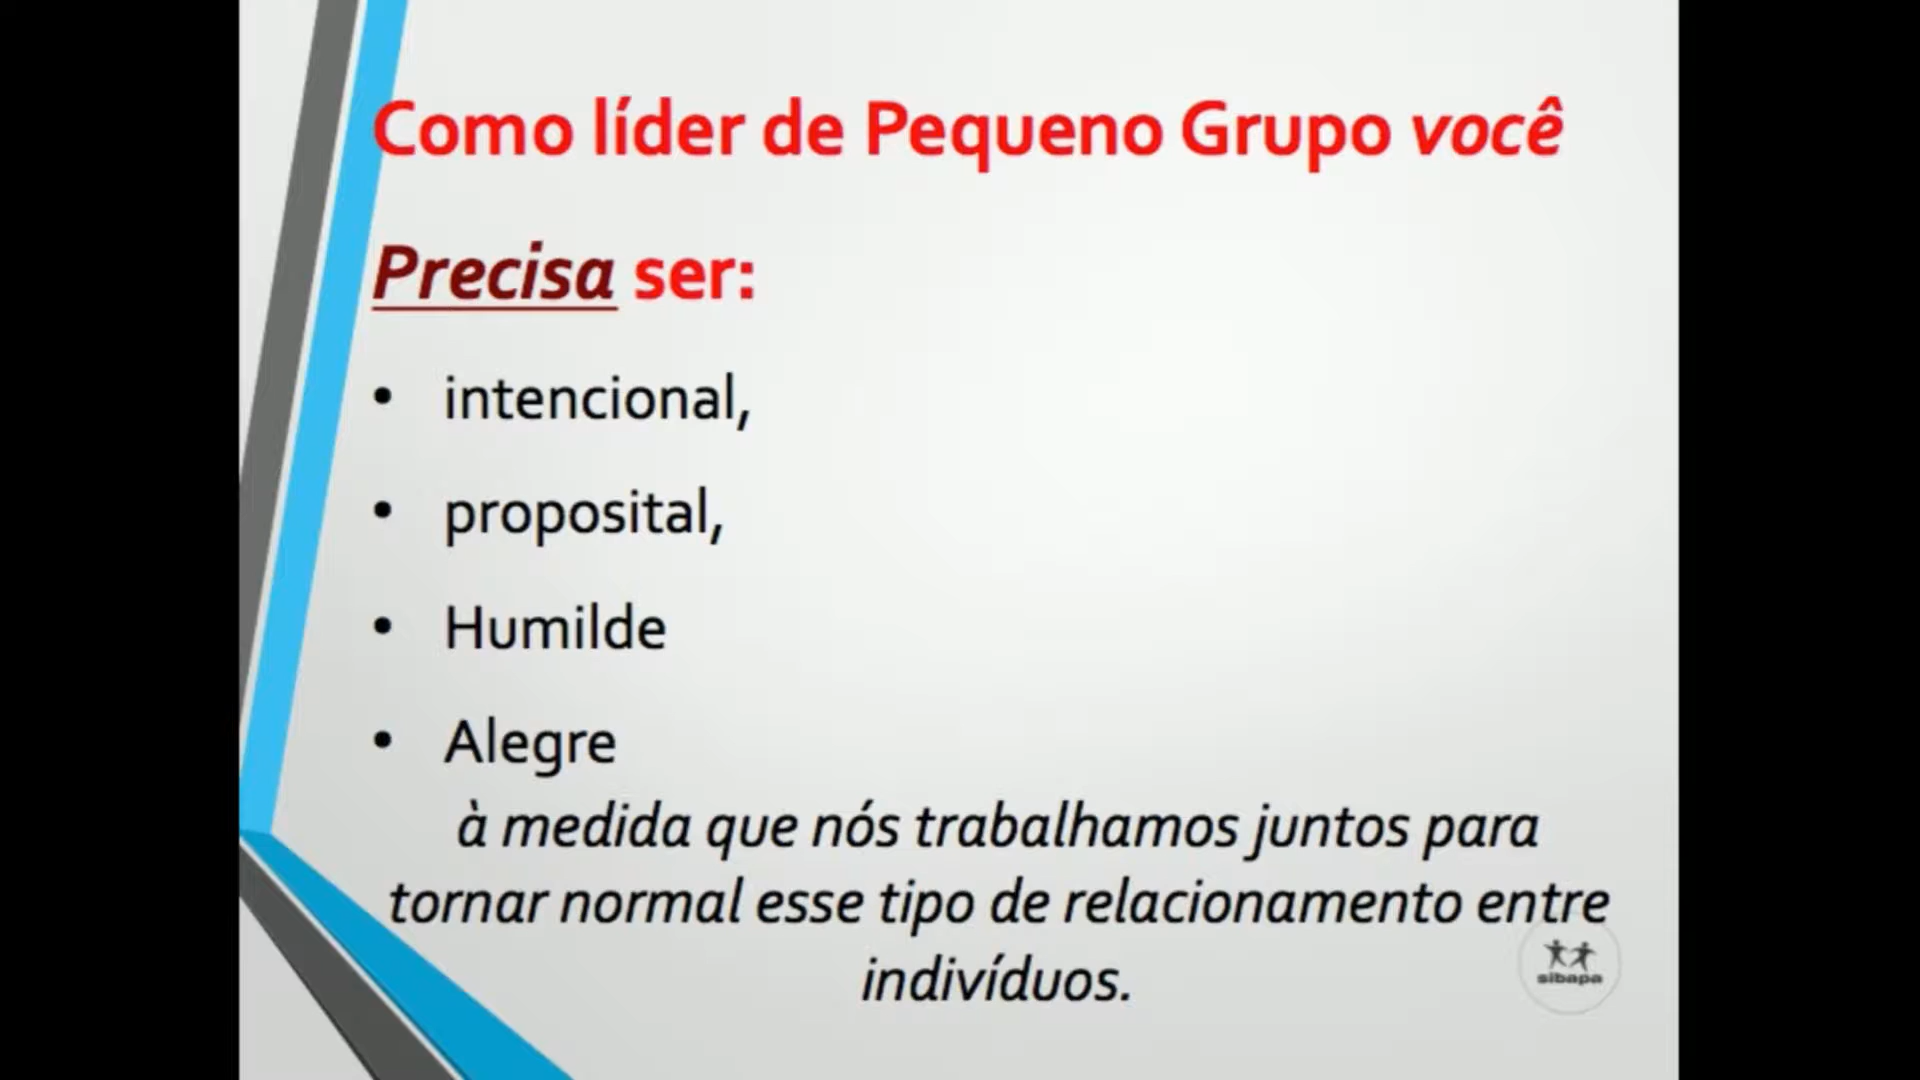 Como líder de Pequeno Grupo você
Precisa ser:
• intencional,
• proposital,
• Humilde
• Alegre
à medida que nós trabalhamos juntos para
tornar normal esse tipo de relacionamento entre
indivíduos.
sibapa